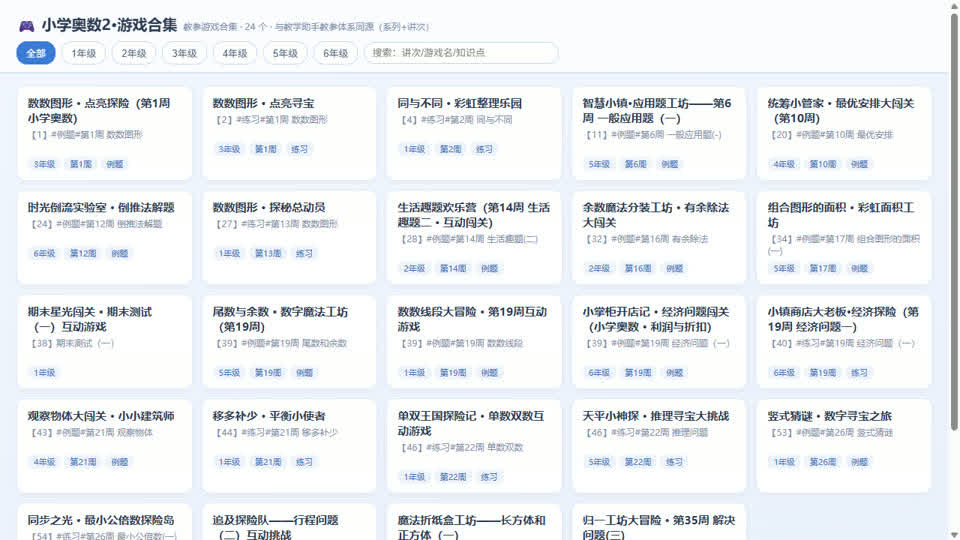 🎮 小学奥数2•游戏合集 教参游戏合集 · 24 个 · 与教学助手教参体系同源（系列+讲次）
全部 1年级 2年级 3年级 4年级 5年级 6年级 搜索：讲次/游戏名/知识点
数数图形•点亮探险（第1周
小学奥数）
【1】#例题#第1周 数数图形
3年级 第1周 例题
数数图形•点亮寻宝
【2】#练习#第1周 数数图形
3年级 第1周 练习
同与不同•彩虹整理乐园
【4】#练习#第2周 同与不同
1年级 第2周 练习
智慧小镇•应用题工坊——第6
周 一般应用题（一）
【11】#例题#第6周 一般应用题(-)
5年级 第6周 例题
统筹小管家•最优安排大闯关
（第10周）
【20】#例题#第10周 最优安排
4年级 第10周 例题
时光倒流实验室•倒推法解题
【24】#例题#第12周 倒推法解题
6年级 第12周 例题
数数图形•探秘总动员
【27】#练习#第13周 数数图形
1年级 第13周 练习
生活趣题欢乐营（第14周 生活
趣题二•互动闯关）
【28】#例题#第14周 生活趣题(二)
2年级 第14周 例题
余数魔法分装工坊•有余除法
大闯关
【32】#例题#第16周 有余除法
2年级 第16周 例题
组合图形的面积•彩虹面积工
坊
【34】#例题#第17周 组合图形的面积
(一)
5年级 第17周 例题
期末星光闯关•期末测试
（一）互动游戏
【38】期末测试（一）
1年级
尾数与余数•数字魔法工坊
（第19周）
【39】#例题#第19周 尾数和余数
5年级 第19周 例题
数数线段大冒险•第19周互动
游戏
【39】#例题#第19周 数数线段
1年级 第19周 例题
小掌柜开店记•经济问题闯关
（小学奥数•利润与折扣）
【39】#例题#第19周 经济问题（一）
6年级 第19周 例题
小镇商店大老板•经济探险（第
19周 经济问题一）
【40】#练习#第19周 经济问题（一）
6年级 第19周 练习
观察物体大闯关•小小建筑师
【43】#例题#第21周 观察物体
4年级 第21周 例题
移多补少•平衡小使者
【44】#练习#第21周 移多补少
1年级 第21周 练习
单双王国探险记•单数双数互
动游戏
【46】#练习#第22周 单数双数
1年级 第22周 练习
天平小神探•推理寻宝大挑战
【46】#练习#第22周 推理问题
5年级 第22周 练习
竖式猜谜•数字寻宝之旅
【53】#例题#第26周 竖式猜谜
1年级 第26周 例题
同步之光•最小公倍数探险岛
【54】#练习#第26周 最小公倍数(一)
追及探险队——行程问题
（二）互动挑战
魔法折纸盒工坊——长方体和
正方体（一）
归一工坊大冒险•第35周 解决
问题(三)